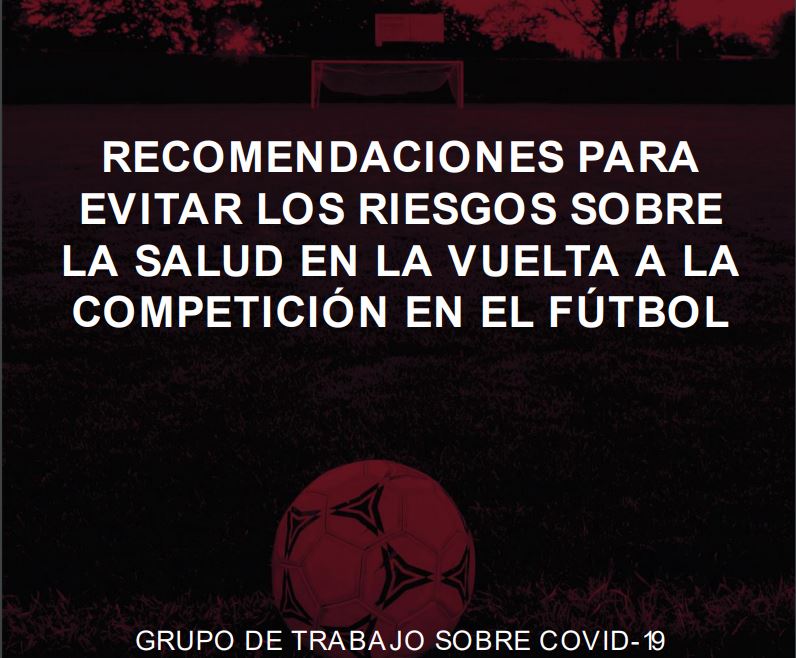 RECOMENDACIONES PARA
EVITAR LOS RIESGOS SOBRE
LA SALUD EN LA VUELTA A LA
COMPETICIÓN EN EL FÚTBOL
GRUPO DE TRABAJO SOBRE COVID-19